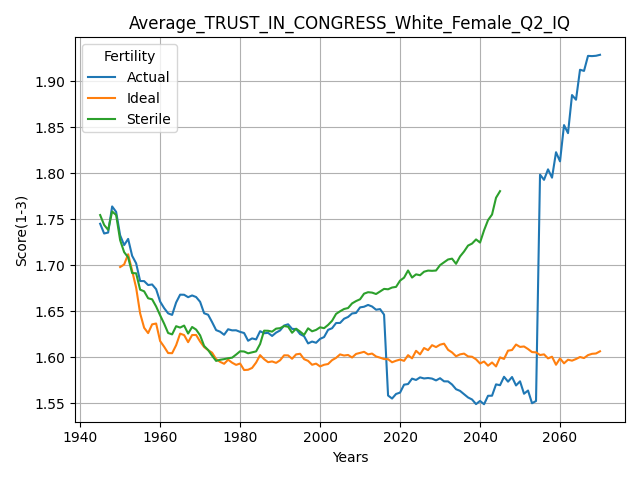 Average_TRUST_IN_CONGRESS_White_Female_Q2_IQ
Fertility
Actual
Ideal
Sterile
Score(1-3)
1.90
1.85
1.80
1.75
1.70
1.65
1.60
1.55
1940
1960
1980
2000
2020
2040
2060
Years